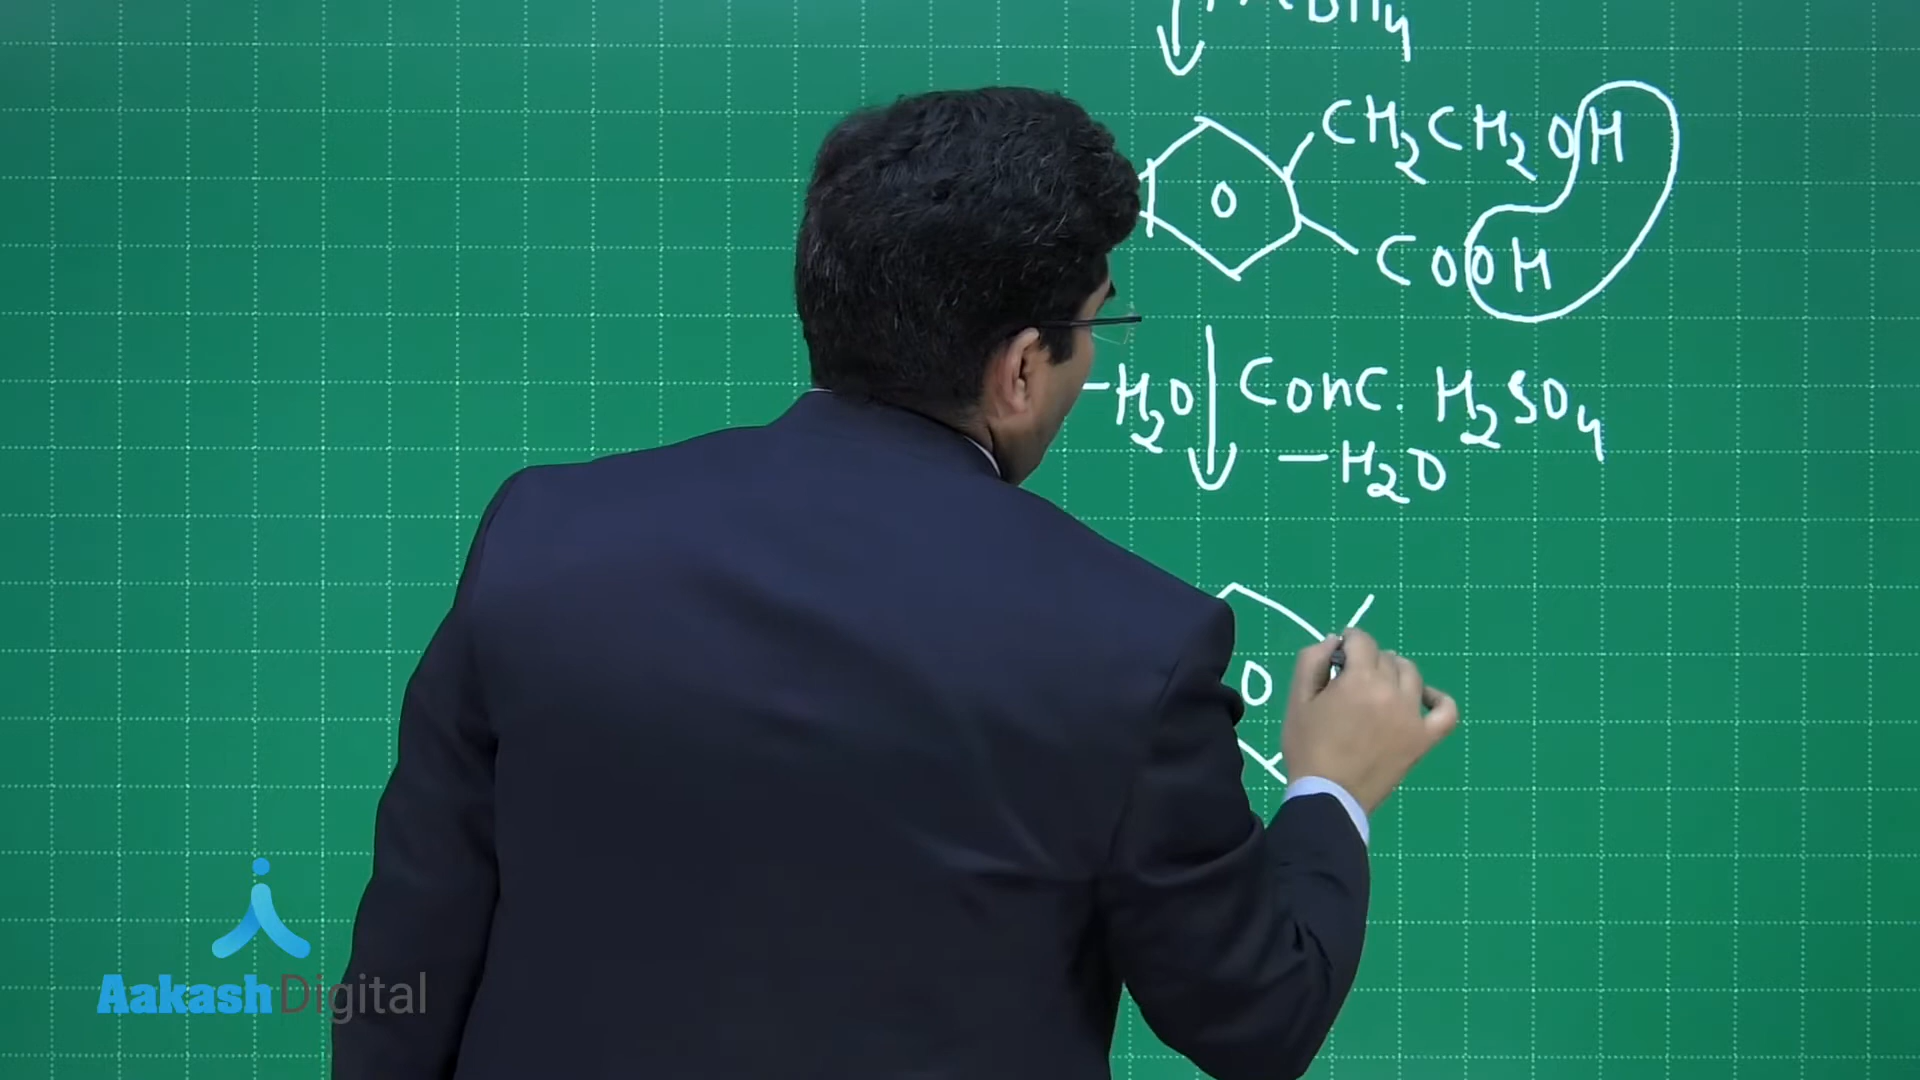 CH2CH2OH
COOH
-H2O Conc. H2SO4
-H2O
Aakash Digital